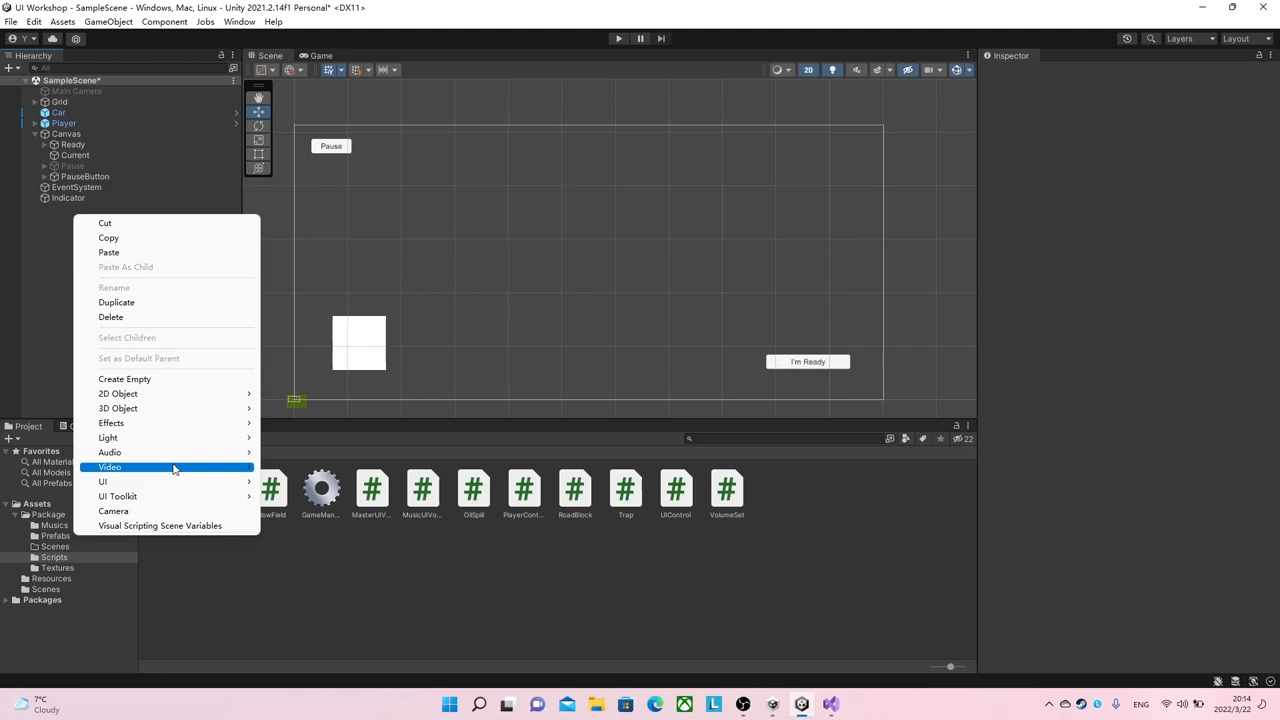 UI Workshop - SampleScene - Windows, Mac, Linux - Unity 2021.2.14f1 Personal* <DX11>
File Edit Assets GameObject Component Jobs Window Help
Y Layers Layout
Hierarchy Scene Game Inspector
All 2D
SampleScene*
Main Camera
Grid
Car
Player
Canvas
Ready
Current
Pause
PauseButton
EventSystem
Indicator
Pause
I'm Ready
Cut
Copy
Paste
Paste As Child
Rename
Duplicate
Delete
Select Children
Set as Default Parent
Create Empty
2D Object
3D Object
Effects
Light
Audio
Video
UI
UI Toolkit
Camera
Visual Scripting Scene Variables
Project
22
Favorites
All Material
All Models
All Prefabs
Assets
Package
Musics
Prefabs
Scenes
Scripts
Textures
Resources
Scenes
Packages
lowField GameMan... MasterUIV... MusicUIVo... OilSpill PlayerCont... RoadBlock Trap UIControl VolumeSet
7°C
Cloudy
ENG
20:14
2022/3/22